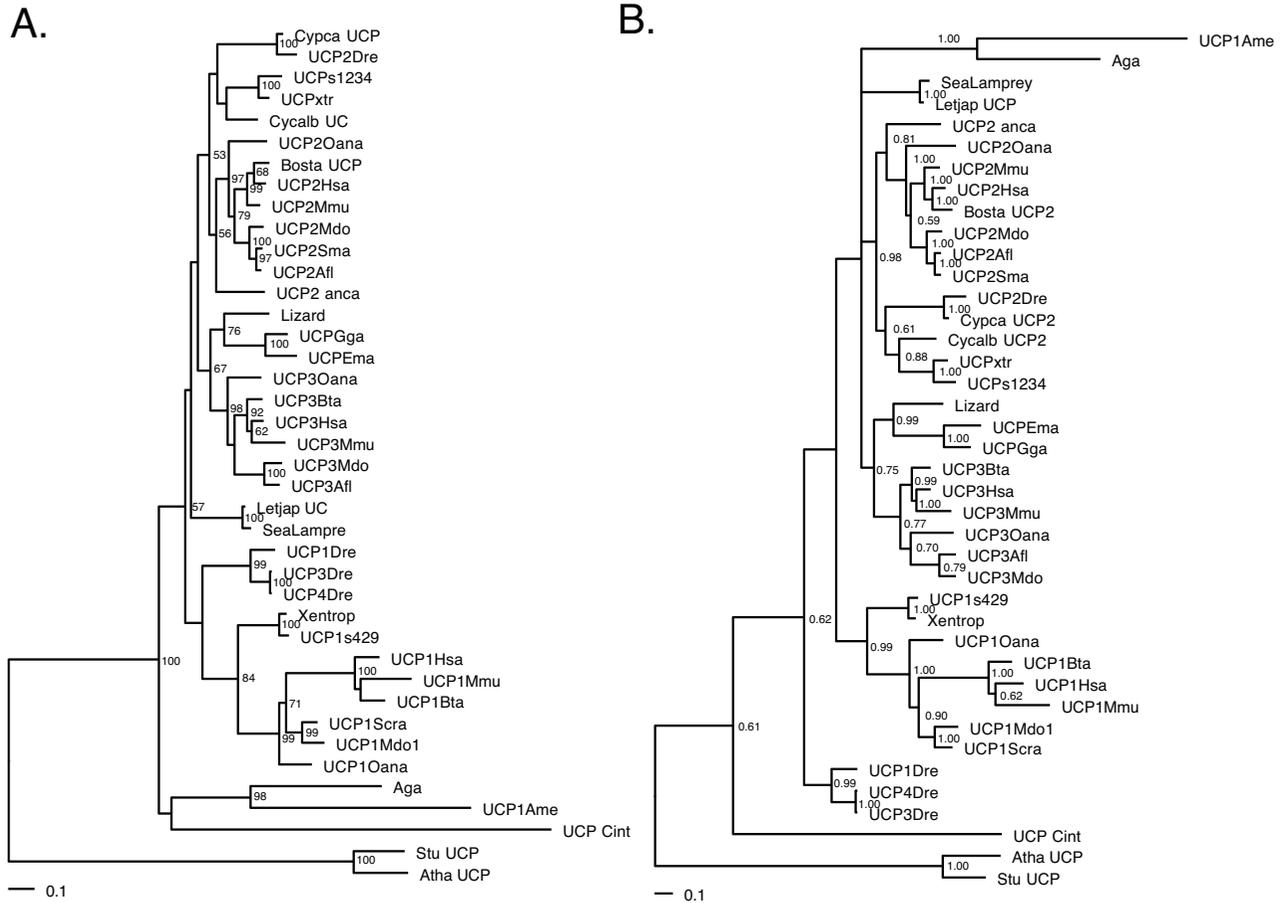 A.
100
Cypca UCP
UCP2Dre
UCPs1234
100
UCPxtr
Cycalb UC
UCP2Oana
53
Bosta UCP
68
97
UCP2Hsa
99
UCP2Mmu
79
UCP2Mdo
56
100
UCP2Sma
97
UCP2Afl
UCP2 anca
Lizard
76
UCPGga
100
UCPEma
67
UCP3Oana
UCP3Bta
98
92
UCP3Hsa
62
UCP3Mmu
UCP3Mdo
100
UCP3Afl
57
Letjap UC
100
SeaLampre
UCP1Dre
99
UCP3Dre
100
UCP4Dre
Xentrop
100
UCP1s429
UCP1Hsa
100
100
84
UCP1Mmu
UCP1Bta
71
UCP1Scra
99
99
UCP1Mdo1
UCP1Oana
Aga
98
UCP1Ame
UCP Cint
Stu UCP
100
Atha UCP
0.1
B.
1.00
UCP1Ame
Aga
SeaLamprey
1.00
Letjap UCP
UCP2 anca
0.81
UCP2Oana
1.00
UCP2Mmu
1.00
UCP2Hsa
1.00
Bosta UCP2
0.59
UCP2Mdo
1.00
UCP2Afl
0.98
1.00
UCP2Sma
UCP2Dre
1.00
Cypca UCP2
0.61
Cycalb UCP2
0.88
UCPxtr
1.00
UCPs1234
Lizard
0.99
UCPEma
1.00
UCPGga
0.75
UCP3Bta
0.99
UCP3Hsa
1.00
UCP3Mmu
0.77
UCP3Oana
0.70
UCP3Afl
0.79
UCP3Mdo
UCP1s429
1.00
Xentrop
0.62
0.99
UCP1Oana
1.00
UCP1Bta
1.00
UCP1Hsa
0.62
UCP1Mmu
0.90
UCP1Mdo1
1.00
UCP1Scra
0.61
UCP1Dre
0.99
UCP4Dre
1.00
UCP3Dre
UCP Cint
Atha UCP
1.00
Stu UCP
0.1